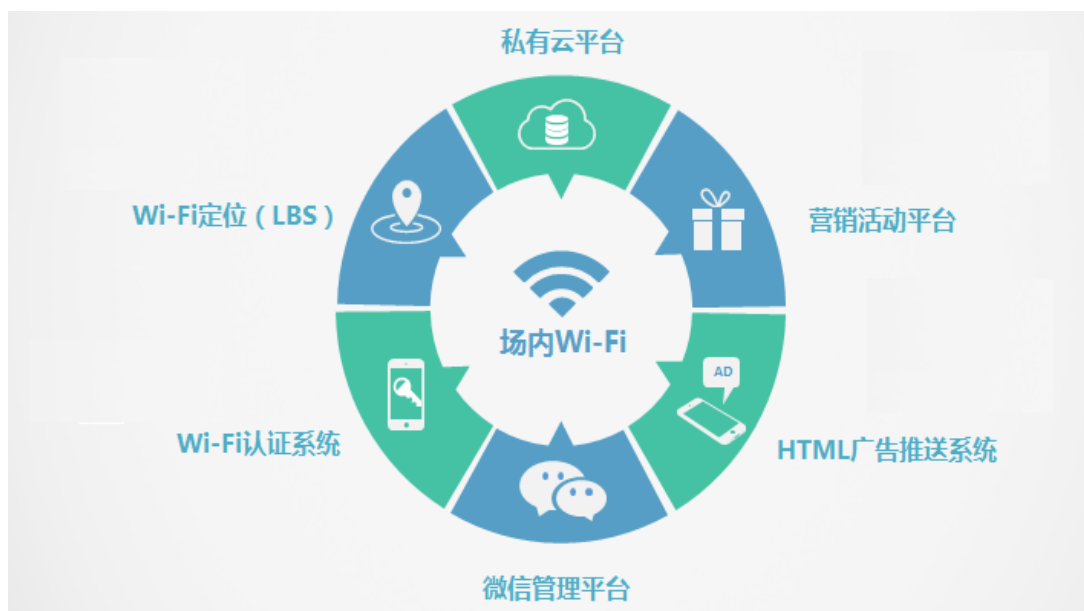 私有云平台
Wi-Fi定位（LBS）
营销活动平台
场内Wi-Fi
AD
Wi-Fi认证系统
HTML广告推送系统
微信管理平台